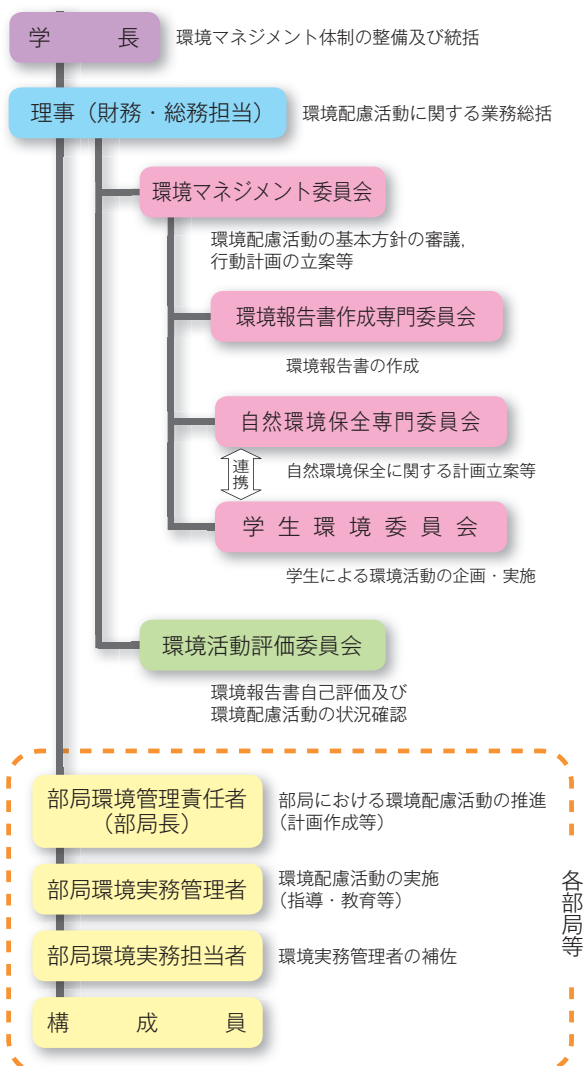 学長
環境マネジメント体制の整備及び統括
理事（財務・総務担当）
環境配慮活動に関する業務総括
環境マネジメント委員会
環境配慮活動の基本方針の審議,
行動計画の立案等
環境報告書作成専門委員会
環境報告書の作成
自然環境保全専門委員会
連携
自然環境保全に関する計画立案等
学生環境委員会
学生による環境活動の企画・実施
環境活動評価委員会
環境報告書自己評価及び
環境配慮活動の状況確認
部局環境管理責任者
（部局長）
部局における環境配慮活動の推進
（計画作成等）
部局環境実務管理者
環境配慮活動の実施
（指導・教育等）
部局環境実務担当者
環境実務管理者の補佐
構成員
各部局等